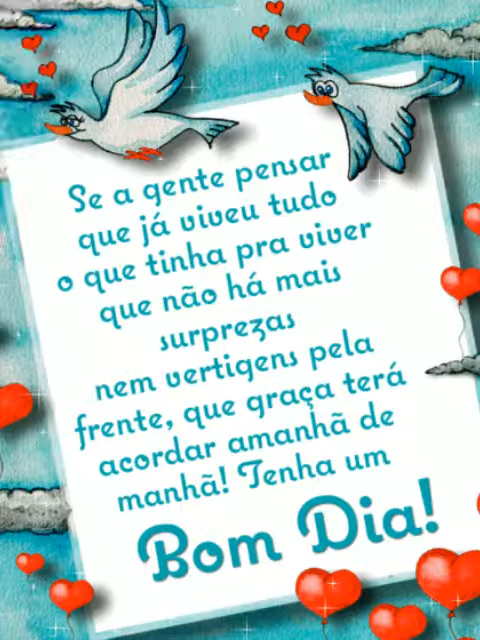 Se a gente pensar
que já viveu tudo
o que tinha pra viver
que não há mais
surprezas
nem vertigens pela
frente, que graça terá
acordar amanhã de
manhã! Tenha um
Bom Dia!